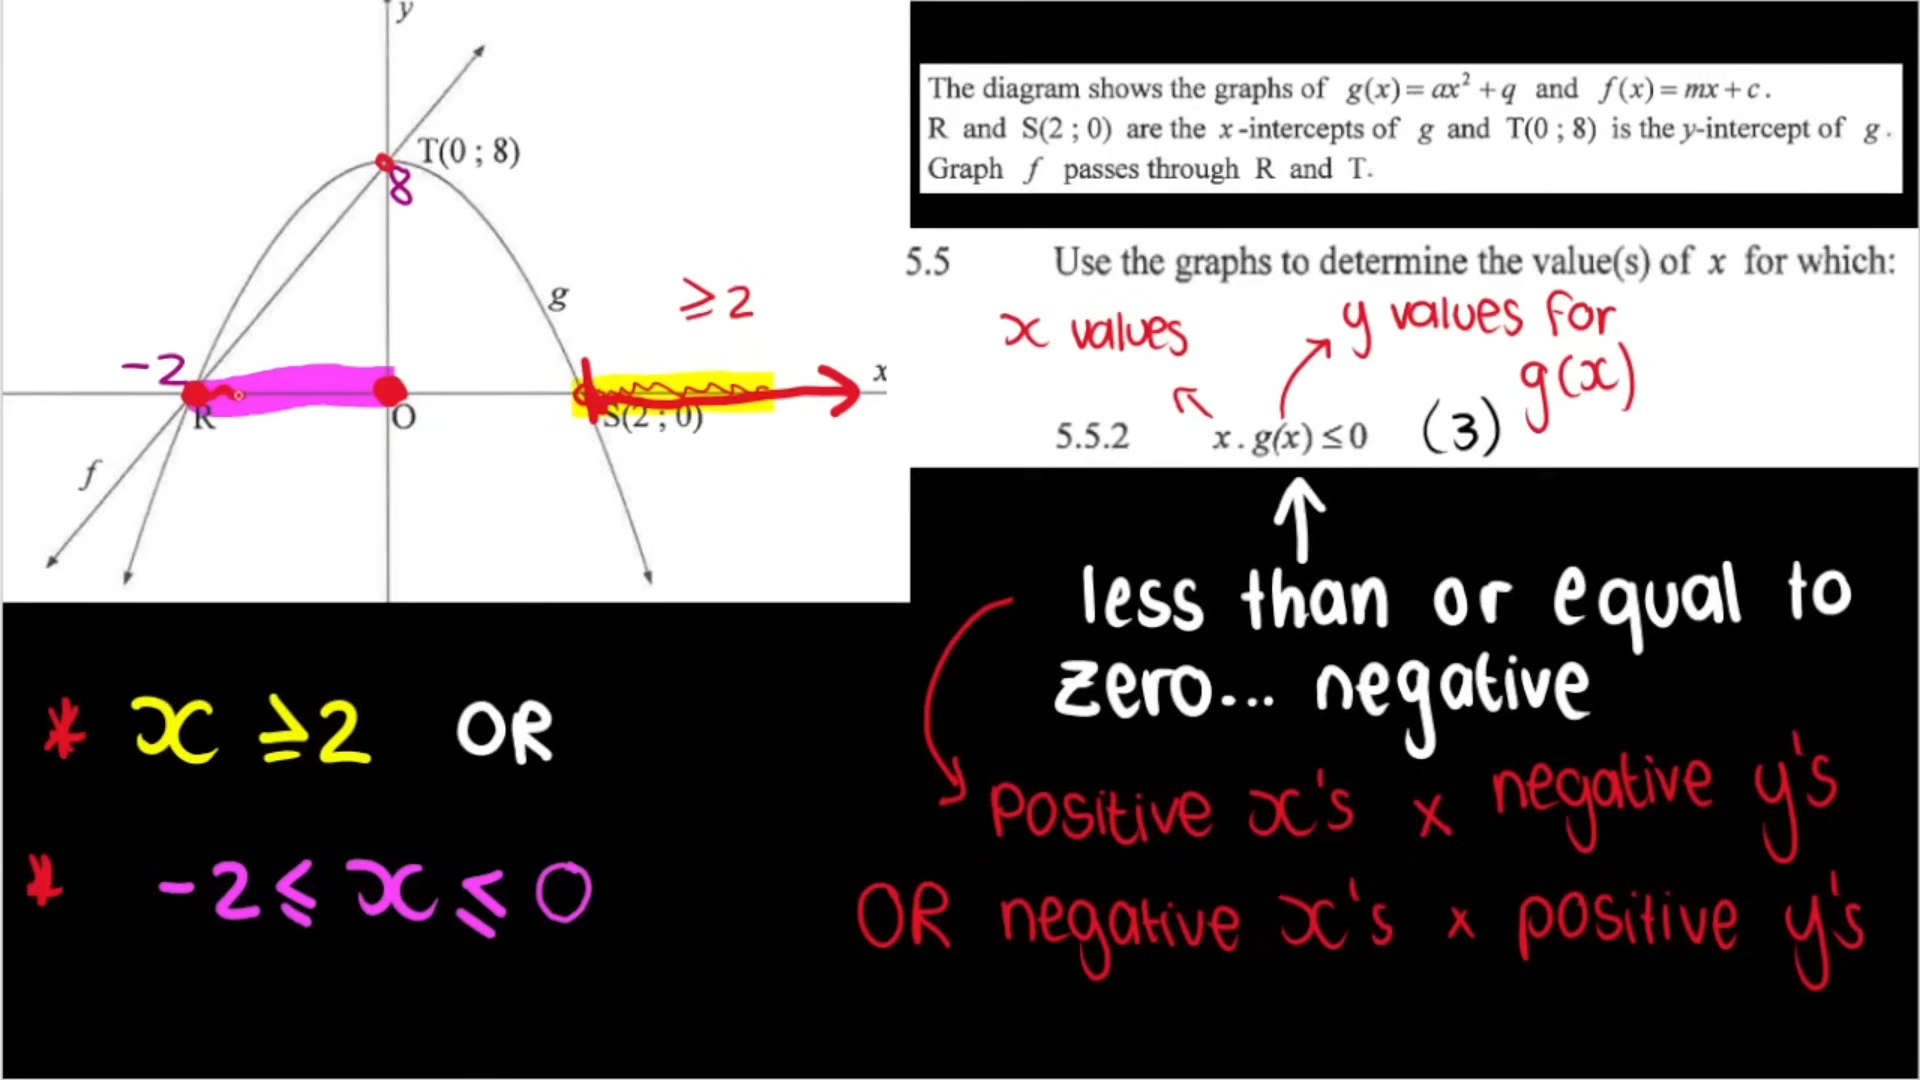 y
T(0 ; 8)
8
g
≥2
-2
x
R
O
S(2 ; 0)
f
The diagram shows the graphs of g(x) = ax² + q and f(x) = mx + c.
R and S(2 ; 0) are the x-intercepts of g and T(0 ; 8) is the y-intercept of g.
Graph f passes through R and T.
5.5 Use the graphs to determine the value(s) of x for which:
x values
y values for
g(x)
5.5.2 x . g(x) ≤ 0 (3)
less than or equal to
zero... negative
Positive x's x negative y's
OR negative x's x positive y's
* x ≥ 2 OR
* -2 ≤ x ≤ 0